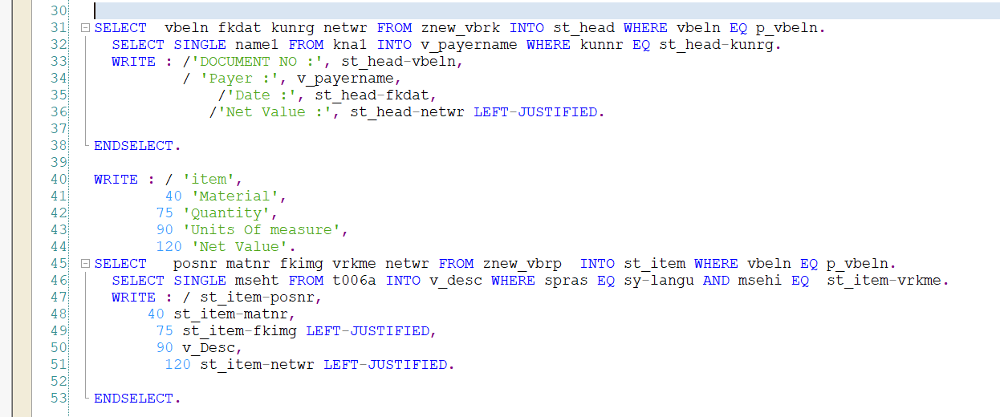 30
31 SELECT  vbeln fkdat kunrg netwr FROM znew_vbrk INTO st_head WHERE vbeln EQ p_vbeln.
32   SELECT SINGLE name1 FROM kna1 INTO v_payername WHERE kunnr EQ st_head-kunrg.
33   WRITE : /'DOCUMENT NO :', st_head-vbeln,
34           / 'Payer :', v_payername,
35               /'Date :', st_head-fkdat,
36              /'Net Value :', st_head-netwr LEFT-JUSTIFIED.
37
38 ENDSELECT.
39
40 WRITE : / 'item',
41         40 'Material',
42        75 'Quantity',
43        90 'Units Of measure',
44        120 'Net Value'.
45 SELECT   posnr matnr fkimg vrkme netwr FROM znew_vbrp  INTO st_item WHERE vbeln EQ p_vbeln.
46   SELECT SINGLE mseht FROM t006a INTO v_desc WHERE spras EQ sy-langu AND msehi EQ  st_item-vrkme.
47   WRITE : / st_item-posnr,
48       40 st_item-matnr,
49        75 st_item-fkimg LEFT-JUSTIFIED,
50        90 v_Desc,
51         120 st_item-netwr LEFT-JUSTIFIED.
52
53 ENDSELECT.